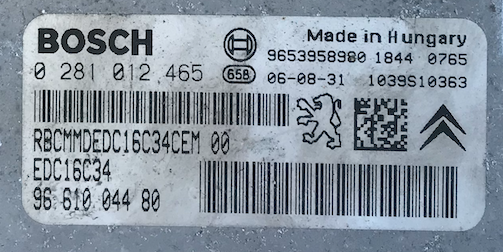 BOSCH
Made in Hungary
9653958980 1844 0765
0 281 012 465
658
06-08-31 1039S10363
RBCMMDEDC16C34CEM 00
EDC16C34
96 610 044 80